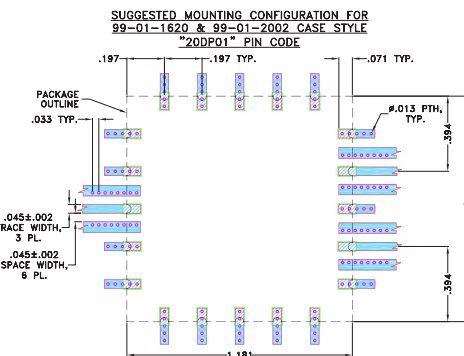 SUGGESTED MOUNTING CONFIGURATION FOR
99-01-1620 & 99-01-2002 CASE STYLE
"20DP01" PIN CODE
.197
.197 TYP.
.071 TYP.
PACKAGE
OUTLINE
.033 TYP.
ø.013 PTH,
TYP.
.394
.045±.002
TRACE WIDTH,
3 PL.
.045±.002
SPACE WIDTH,
6 PL.
.394
1.181